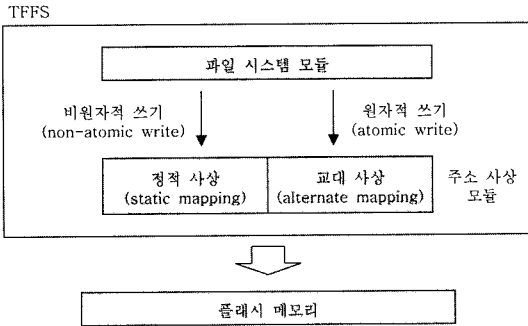 TFFS
파일 시스템 모듈
비원자적 쓰기
(non-atomic write)
원자적 쓰기
(atomic write)
정적 사상
(static mapping)
교대 사상
(alternate mapping)
주소 사상
모듈
플래시 메모리